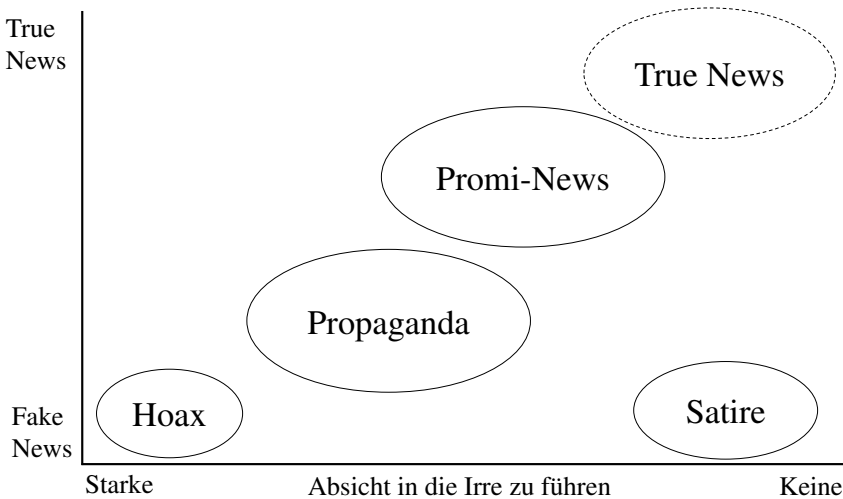 True
News
True News
Promi-News
Propaganda
Hoax
Satire
Fake
News
Starke
Absicht in die Irre zu führen
Keine